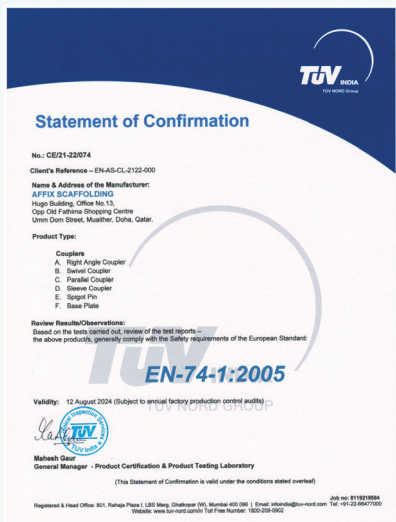 TÜV INDIA
TÜV NORD Group
Statement of Confirmation
No.: CE/21-22/074
Client's Reference – EN-AS-CL-2122-000
Name & Address of the Manufacturer:
AFFIX SCAFFOLDING
Hugo Building, Office No.13,
Opp Old Fathima Shopping Centre
Umm Dom Street, Muaither, Doha, Qatar.
Product Type:
Couplers
A. Right Angle Coupler
B. Swivel Coupler
C. Parallel Coupler
D. Sleeve Coupler
E. Spigot Pin
F. Base Plate
Review Results/Observations:
Based on the tests carried out, review of the test reports –
the above product/s, generally comply with the Safety requirements of the European Standard:
EN-74-1:2005
Validity: 12 August 2024 (Subject to annual factory production control audits)
TÜV NORD GROUP
TÜV
TÜV India
Mahesh Gaur
General Manager - Product Certification & Product Testing Laboratory
(This Statement of Confirmation is valid under the conditions stated overleaf)
Job no: 8119218684
Registered & Head Office: 801, Raheja Plaza I, LBS Marg, Ghatkopar (W), Mumbai 400 086 | Email: infoindia@tuv-nord.com Tel: +91-22-66477000
Website: www.tuv-nord.com/in Toll Free Number: 1800-209-0902